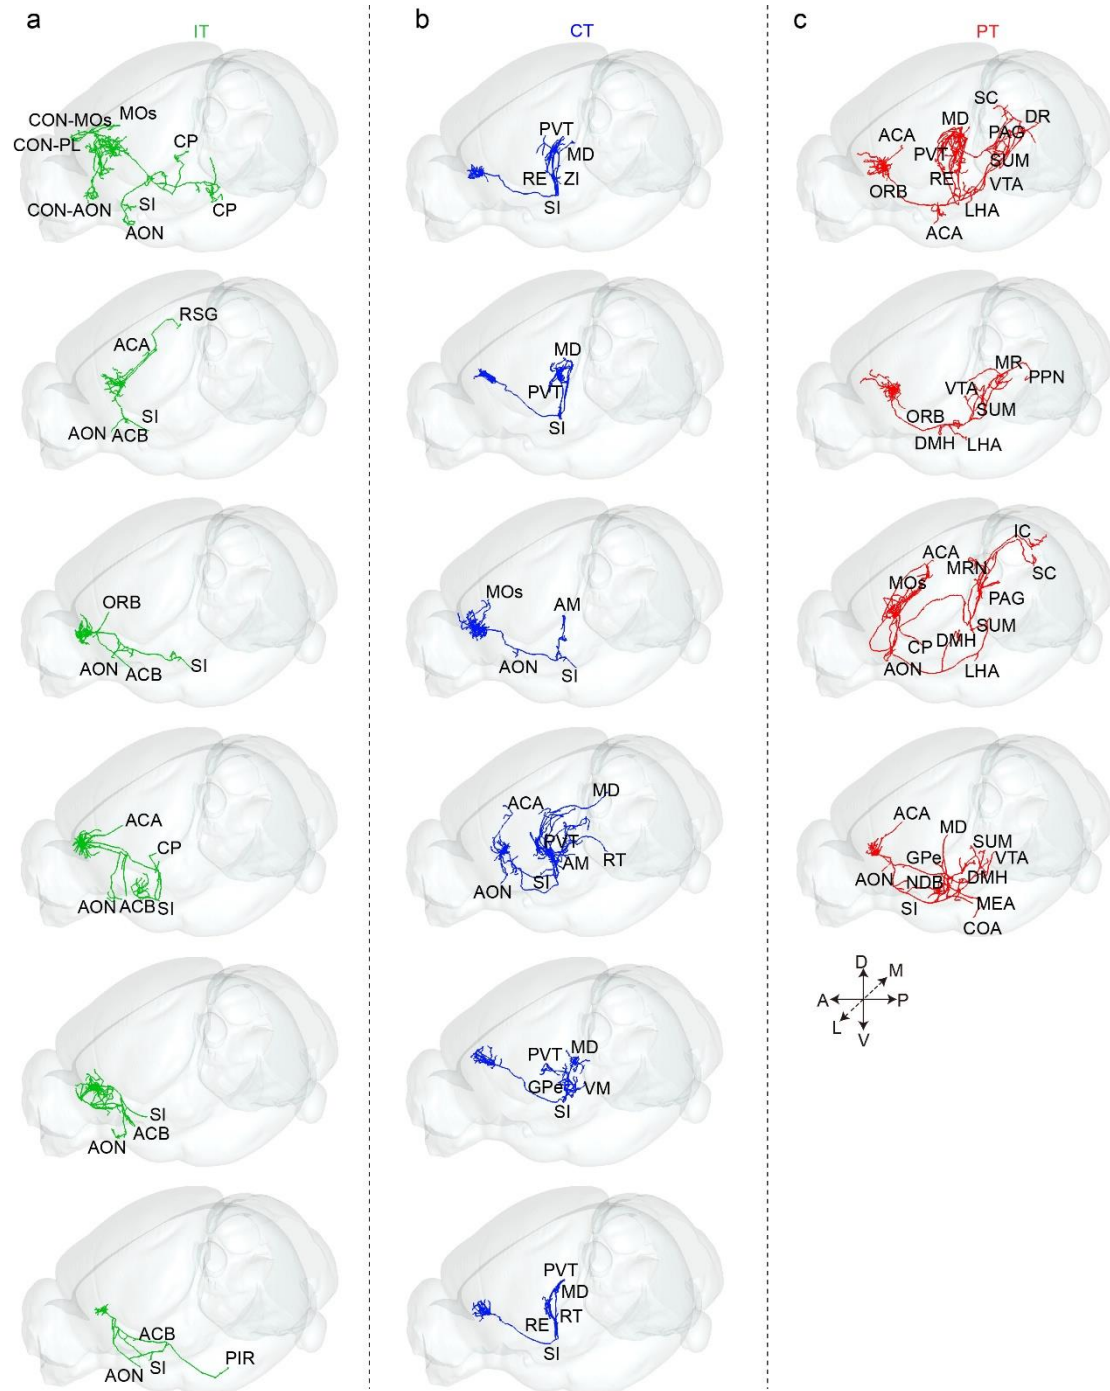 a
IT
CON-MOs MOs
CON-PL
CP
CON-AON
SI
CP
AON
RSG
ACA
SI
AON ACB
ORB
AON ACB SI
ACA
CP
AON ACB SI
SI
ACB
AON
ACB
SI
AON
PIR
b
CT
PVT
MD
RE ZI
SI
MD
PVT
SI
MOs
AM
AON
SI
ACA
MD
PVT
AM
RT
SI
AON
PVT MD
GPe VM
SI
PVT
MD
RE RT
SI
c
PT
SC
DR
ACA
MD
PAG
PVT
SUM
RE
VTA
ORB
LHA
ACA
MR
PPN
VTA
SUM
ORB
DMH LHA
IC
ACA
MRN
SC
MOs
PAG
SUM
DMH
CP
AON
LHA
ACA
MD
SUM
GPe
VTA
AON
NDB
DMH
SI
MEA
COA
D
M
A
P
L
V